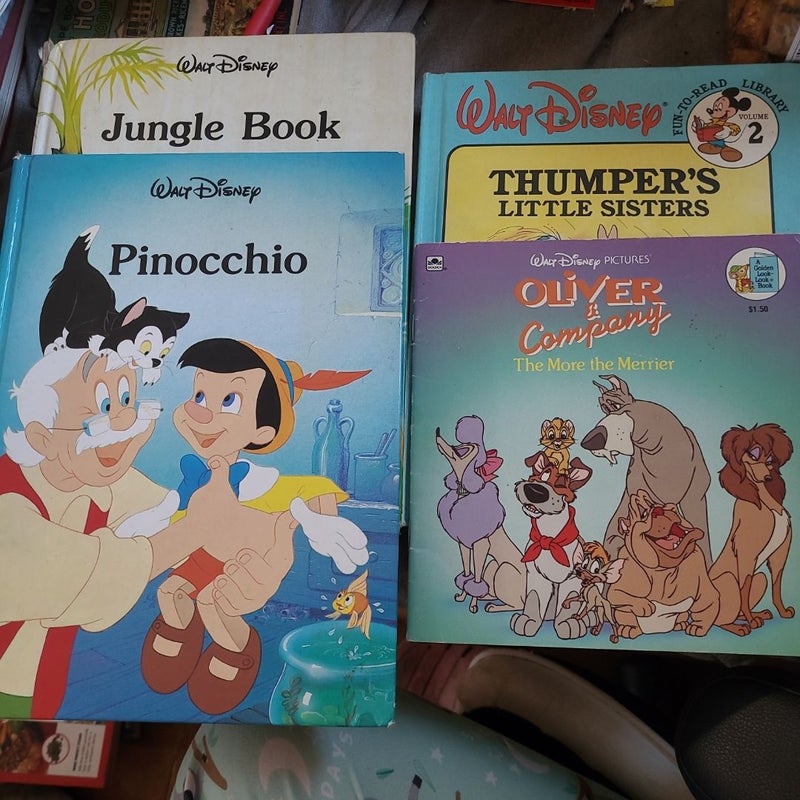 WALT DISNEY
Jungle Book
WALT DISNEY
Pinocchio
WALT DISNEY®
FUN-TO-READ LIBRARY
VOLUME
2
THUMPER'S
LITTLE SISTERS
WALT DISNEY PICTURES'
OLIVER
&
Company
The More the Merrier
A
Golden
Look-
Look®
Book
$1.50
DAYS